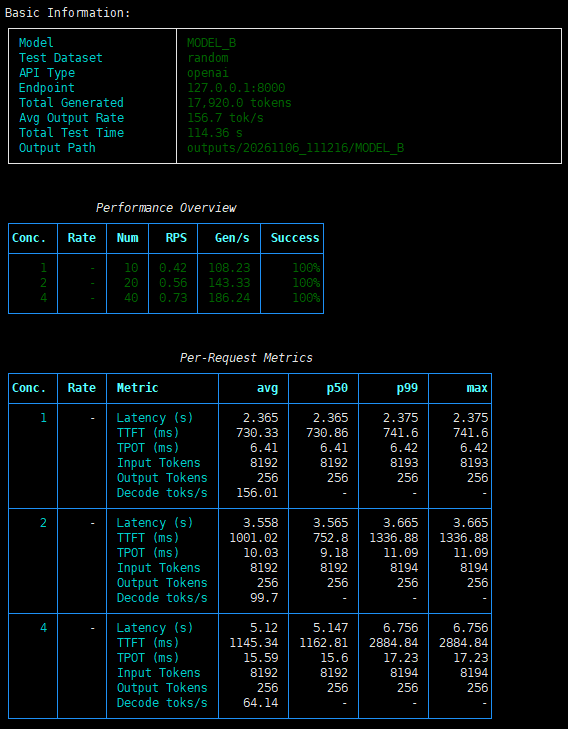 Basic Information:
Model MODEL_B
Test Dataset random
API Type openai
Endpoint 127.0.0.1:8000
Total Generated 17,920.0 tokens
Avg Output Rate 156.7 tok/s
Total Test Time 114.36 s
Output Path outputs/20261106_111216/MODEL_B
Performance Overview
Conc. Rate Num RPS Gen/s Success
1 - 10 0.42 108.23 100%
2 - 20 0.56 143.33 100%
4 - 40 0.73 186.24 100%
Per-Request Metrics
Conc. Rate Metric avg p50 p99 max
1 - Latency (s) 2.365 2.365 2.375 2.375
TTFT (ms) 730.33 730.86 741.6 741.6
TPOT (ms) 6.41 6.41 6.42 6.42
Input Tokens 8192 8192 8193 8193
Output Tokens 256 256 256 256
Decode toks/s 156.01 - - -
2 - Latency (s) 3.558 3.565 3.665 3.665
TTFT (ms) 1001.02 752.8 1336.88 1336.88
TPOT (ms) 10.03 9.18 11.09 11.09
Input Tokens 8192 8192 8194 8194
Output Tokens 256 256 256 256
Decode toks/s 99.7 - - -
4 - Latency (s) 5.12 5.147 6.756 6.756
TTFT (ms) 1145.34 1162.81 2884.84 2884.84
TPOT (ms) 15.59 15.6 17.23 17.23
Input Tokens 8192 8192 8194 8194
Output Tokens 256 256 256 256
Decode toks/s 64.14 - - -